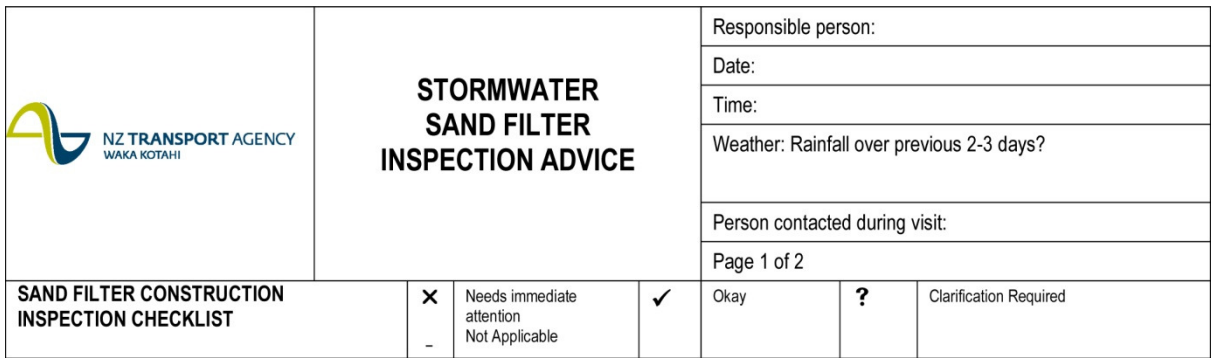 NZ TRANSPORT AGENCY
WAKA KOTAHI
STORMWATER
SAND FILTER
INSPECTION ADVICE
Responsible person:
Date:
Time:
Weather: Rainfall over previous 2-3 days?
Person contacted during visit:
Page 1 of 2
SAND FILTER CONSTRUCTION
INSPECTION CHECKLIST
✕ Needs immediate
attention
– Not Applicable
✓ Okay
? Clarification Required